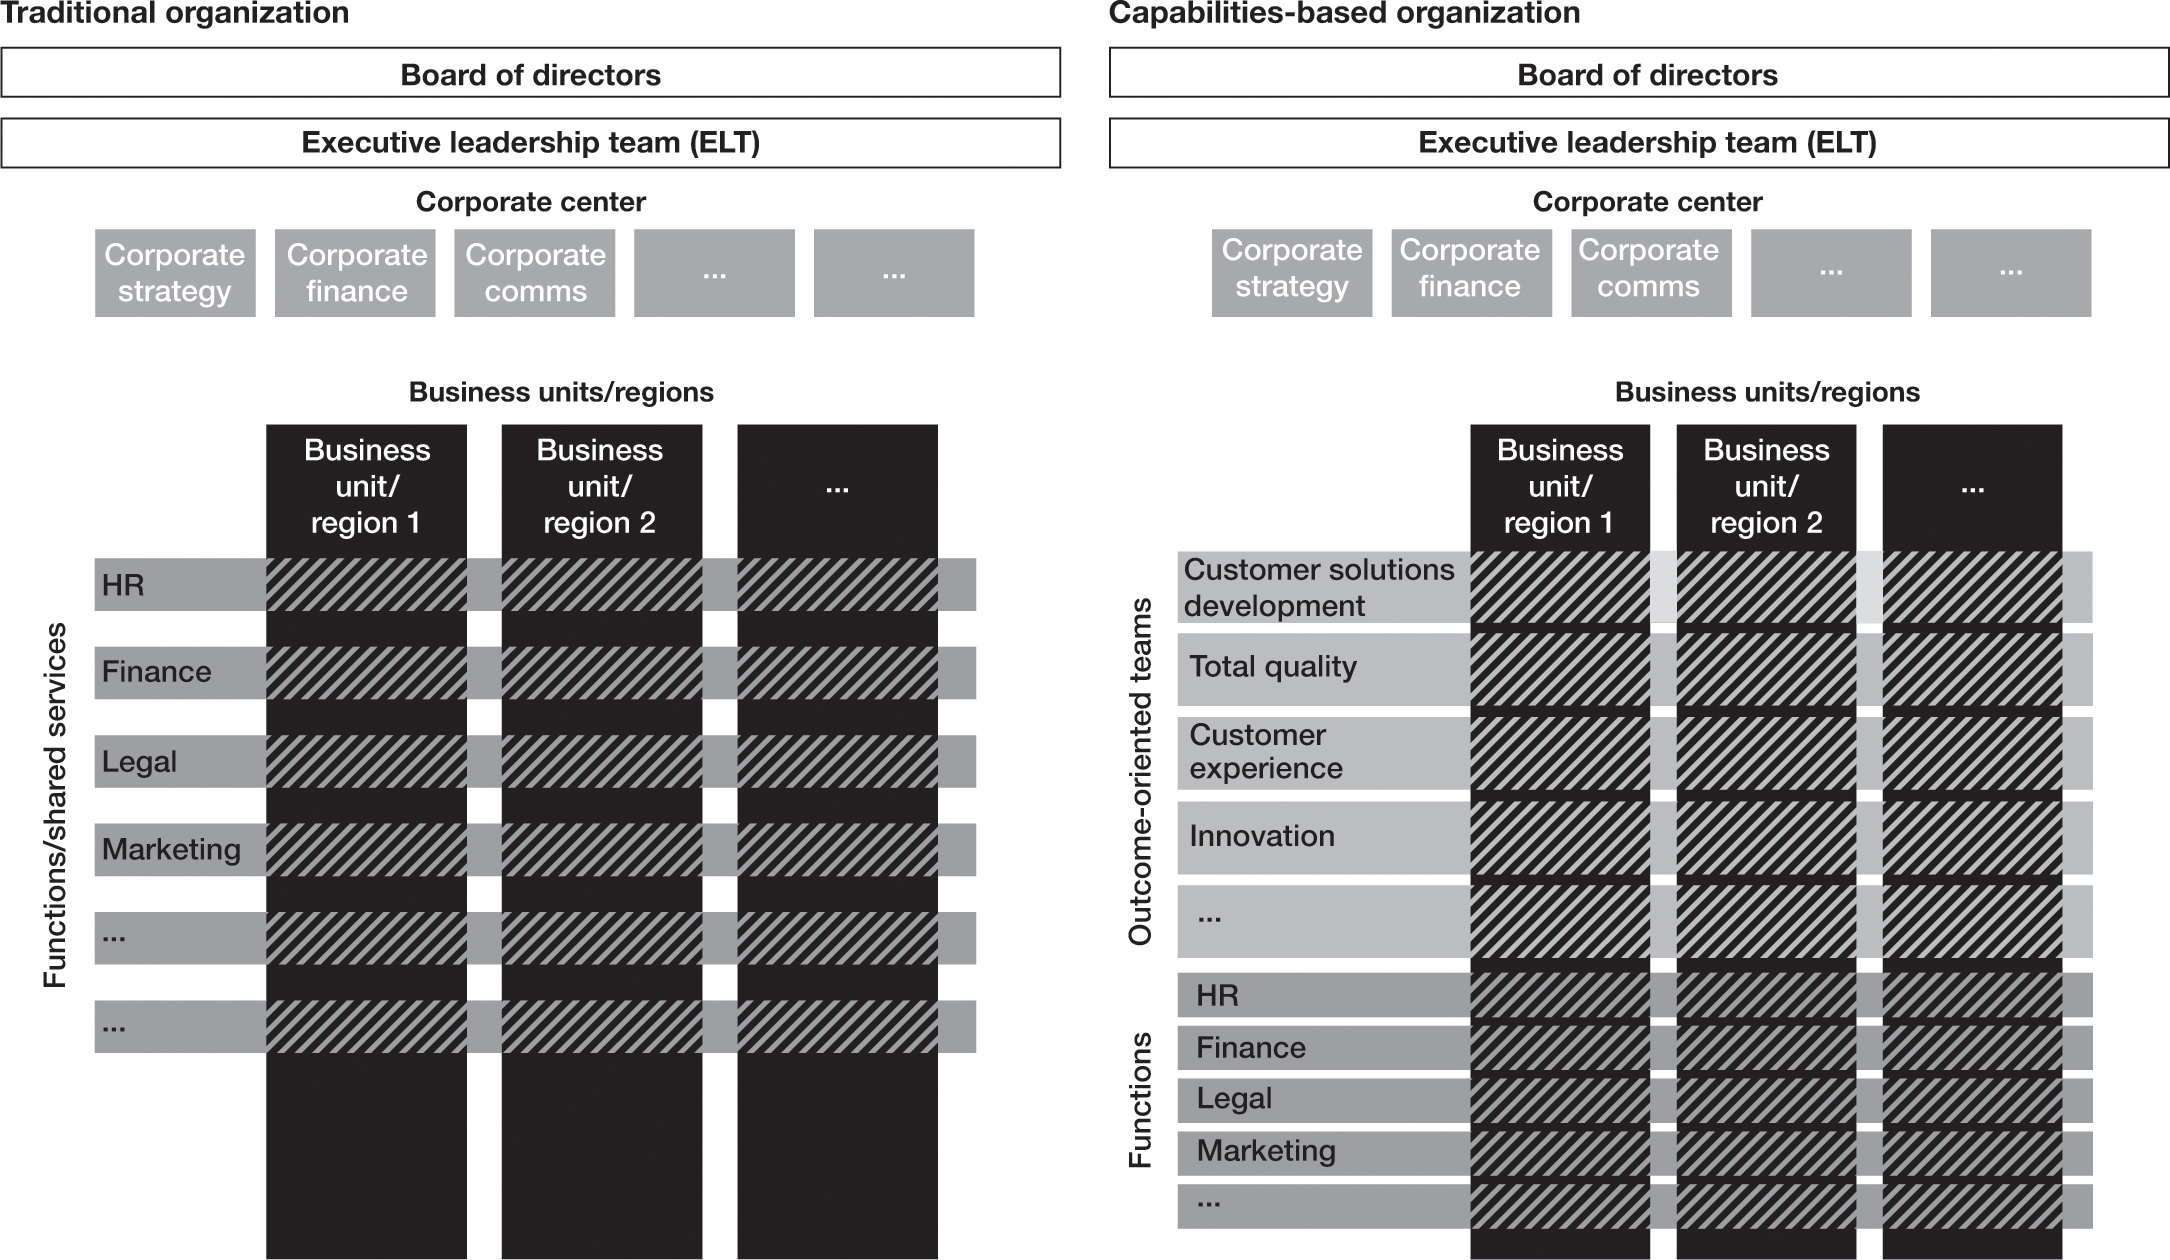 Traditional organization
Board of directors
Executive leadership team (ELT)
Corporate center
Corporate
strategy
Corporate
finance
Corporate
comms
...
...
Business units/regions
Business
unit/
region 1
Business
unit/
region 2
...
Functions/shared services
HR
Finance
Legal
Marketing
...
...
Capabilities-based organization
Board of directors
Executive leadership team (ELT)
Corporate center
Corporate
strategy
Corporate
finance
Corporate
comms
...
...
Business units/regions
Business
unit/
region 1
Business
unit/
region 2
...
Outcome-oriented teams
Customer solutions
development
Total quality
Customer
experience
Innovation
...
Functions
HR
Finance
Legal
Marketing
...